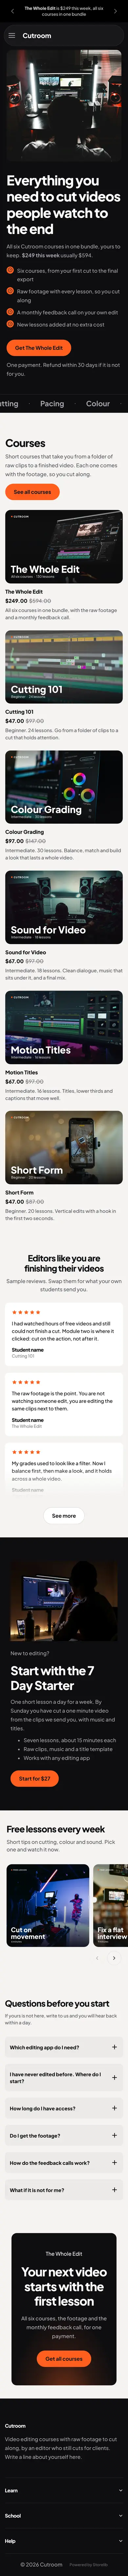 The Whole Edit is $249 this week, all six
courses in one bundle
Cutroom
Everything you
need to cut videos
people watch to
the end
All six Cutroom courses in one bundle, yours to
keep. $249 this week usually $594.
Six courses, from your first cut to the final
export
Raw footage with every lesson, so you cut
along
A monthly feedback call on your own edit
New lessons added at no extra cost
Get The Whole Edit
One payment. Refund within 30 days if it is not
for you.
Pacing
Colour
Courses
Short courses that take you from a folder of
clips to a finished video. Each one comes
with its footage, so you can follow exactly.
See all courses
CUTROOM
The Whole Edit
All six courses · 130 lessons
The Whole Edit
$249.00 $594.00
All six courses in one bundle, with the raw footage
and a monthly feedback call.
CUTROOM
Cutting 101
Beginner · 24 lessons
Cutting 101
$47.00 $97.00
Beginner. 24 lessons. Go from a folder of clips to a
cut that holds attention.
CUTROOM
Colour Grading
Intermediate · 30 lessons
Colour Grading
$97.00 $147.00
Intermediate. 30 lessons. Balance, match and build
a look that lasts a whole video.
CUTROOM
Sound for Video
Intermediate · 18 lessons
Sound for Video
$67.00 $97.00
Intermediate. 18 lessons. Clean dialogue, music that
sits under it, and a final mix.
CUTROOM
Motion Titles
Intermediate · 16 lessons
Motion Titles
$67.00 $97.00
Intermediate. 16 lessons. Titles, lower thirds and
captions that move well.
CUTROOM
Short Form
Beginner · 20 lessons
Short Form
$47.00 $87.00
Beginner. 20 lessons. Vertical edits with a hook in
the first two seconds.
Editors like you are
finishing their videos
Sample reviews. Swap them for what your own
students send you.
I had watched hours of free videos and still
could not finish a cut. Module two is where it
clicked: cut on the action, not after it.
Student name
Cutting 101
The raw footage is the point. You are not
watching someone edit, you are editing the
same clips next to them.
Student name
The Whole Edit
My grades used to look like a filter. Now I
balance first, then make a look, and it holds
across a whole video.
Student name
See more
New to editing?
Start with the 7
Day Starter
One short lesson a day for a week. By
Sunday you have cut a one minute video
from the clips we send you, with music and
titles.
Seven lessons, about 15 minutes each
Raw clips, music and a title template
Works with any editing app
Start for $27
Free lessons every week
Short tips on cutting, colour and sound. Pick
one and watch it now.
Cut on
movement
Fix a flat
interview
Questions before you start
If yours is not here, write to us and you will hear back
within a day.
Which editing app do I need?
I have never edited before. Where do I
start?
How long do I have access?
Do I get the footage?
How do the feedback calls work?
What if it is not for me?
The Whole Edit
Your next video
starts with the
first lesson
All six courses, the footage and the
monthly feedback call, for one
payment.
Get all courses
Cutroom
Video editing courses with raw footage to cut
along, by an editor who still cuts for clients.
Write a line about yourself here.
Learn
School
Help
© 2026 Cutroom